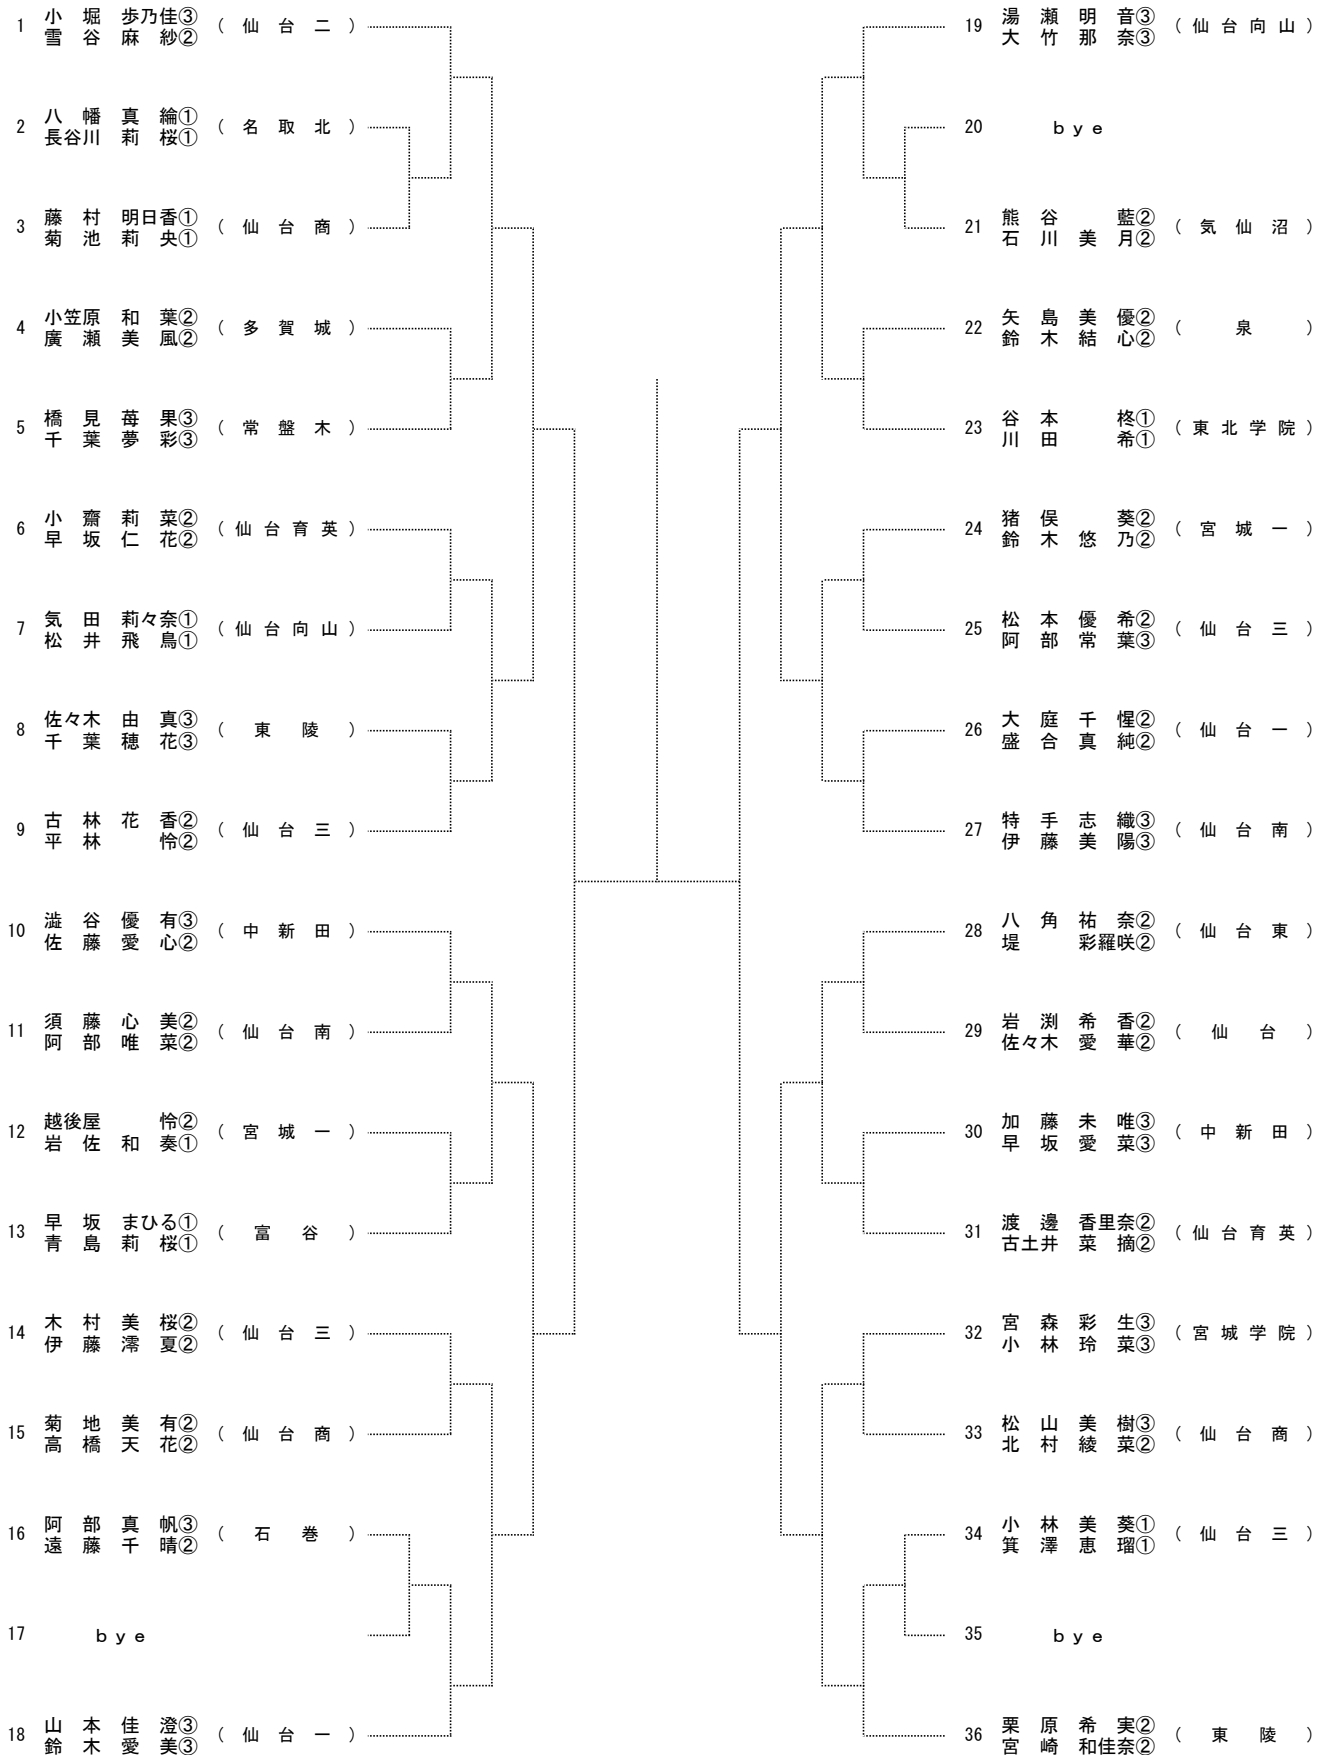 1 小堀 歩乃佳③ (仙台二)
雪谷 麻紗②
2 八幡 真綸① (名取北)
長谷川 莉桜①
3 藤村 明日香① (仙台商)
菊池 莉央①
4 小笠原 和葉② (多賀城)
廣瀬 美風②
5 橋見 苺果③ (常盤木)
千葉 夢彩③
6 小齋 莉菜② (仙台育英)
早坂 仁花②
7 気田 莉々奈① (仙台向山)
松井 飛鳥①
8 佐々木 由真③ (東陵)
千葉 穂花③
9 古林 花香② (仙台三)
平林 怜②
10 澁谷 優有③ (中新田)
佐藤 愛心②
11 須藤 心美② (仙台南)
阿部 唯菜②
12 越後屋 怜② (宮城一)
岩佐 和奏①
13 早坂 まひる① (富谷)
青島 莉桜①
14 木村 美桜② (仙台三)
伊藤 澪夏②
15 菊地 美有② (仙台商)
高橋 天花②
16 阿部 真帆③ (石巻)
遠藤 千晴②
17 bye
18 山本 佳澄③ (仙台一)
鈴木 愛美③
19 湯瀬 明音③ (仙台向山)
大竹 那奈③
20 bye
21 熊谷 藍② (気仙沼)
石川 美月②
22 矢島 美優② (泉)
鈴木 結心②
23 谷本 柊① (東北学院)
川田 希①
24 猪俣 葵② (宮城一)
鈴木 悠乃②
25 松本 優希② (仙台三)
阿部 常葉③
26 大庭 千惺② (仙台一)
盛合 真純②
27 特手 志織③ (仙台南)
伊藤 美陽③
28 八角 祐奈② (仙台東)
堤 彩羅咲②
29 岩渕 希香② (仙台)
佐々木 愛華②
30 加藤 未唯③ (中新田)
早坂 愛菜③
31 渡邊 香里奈② (仙台育英)
古土井 菜摘②
32 宮森 彩生③ (宮城学院)
小林 玲菜③
33 松山 美樹③ (仙台商)
北村 綾菜②
34 小林 美葵① (仙台三)
箕澤 恵瑠①
35 bye
36 栗原 希実② (東陵)
宮崎 和佳奈②